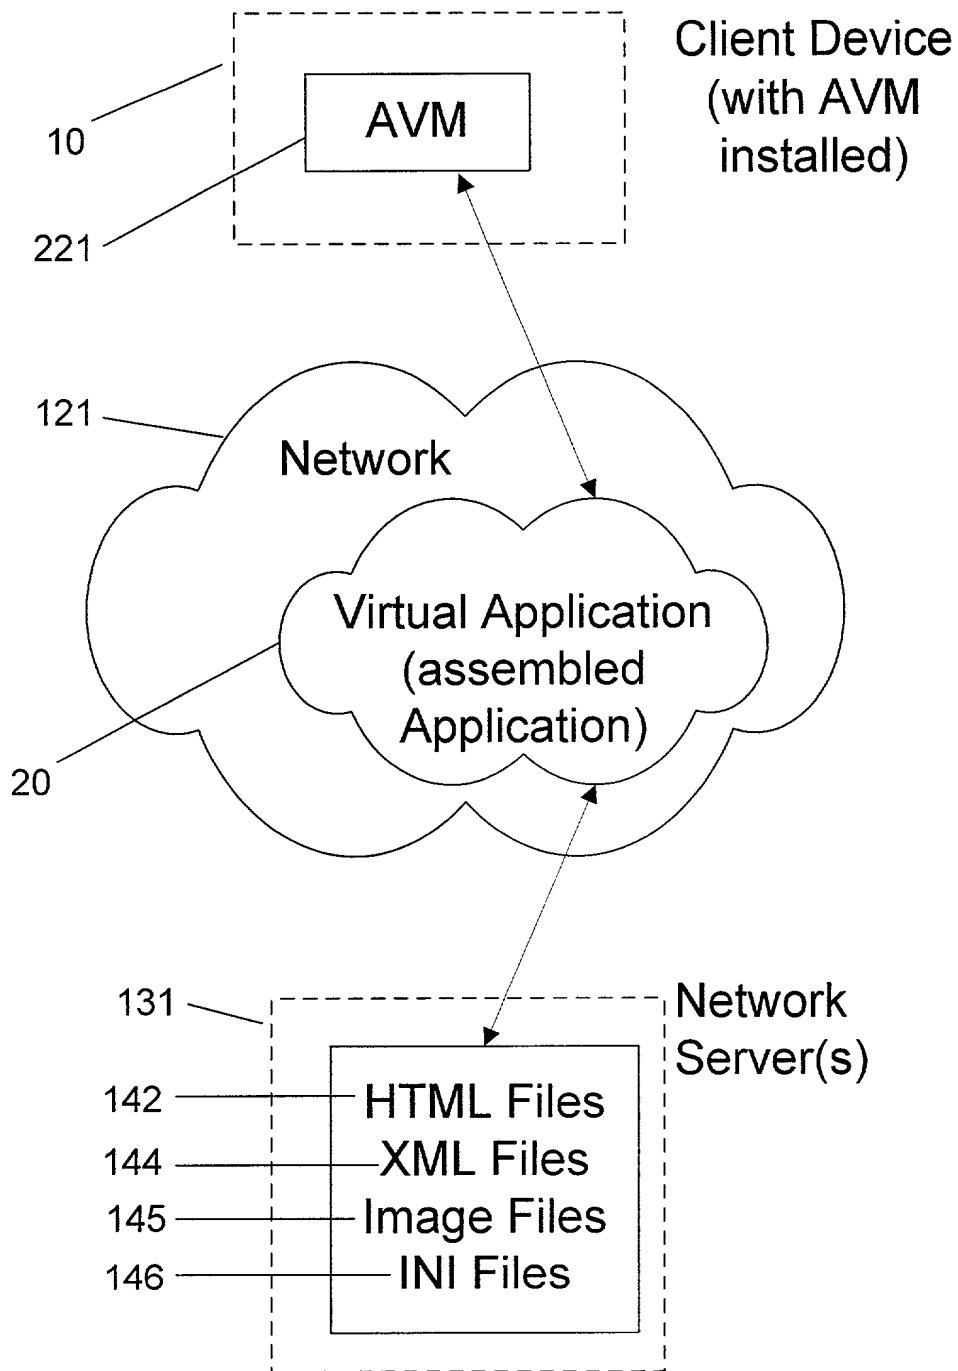 Client Device
(with AVM
installed)
AVM
10
221
121
Network
Virtual Application
(assembled
Application)
20
131
Network
Server(s)
142
HTML Files
144
XML Files
145
Image Files
146
INI Files